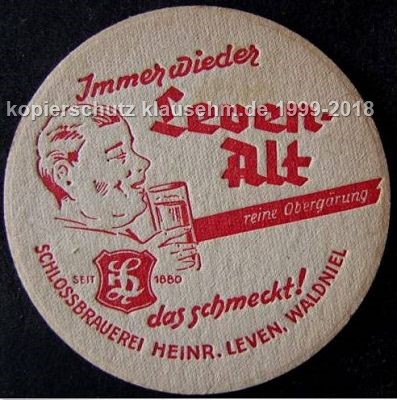 Immer wieder
kopierschutz klausehm.de 1999-2018
Leven-
Alt
reine Obergärung
SEIT 1880
das schmeckt!
SCHLOSSBRAUEREI HEINR. LEVEN, WALDNIEL